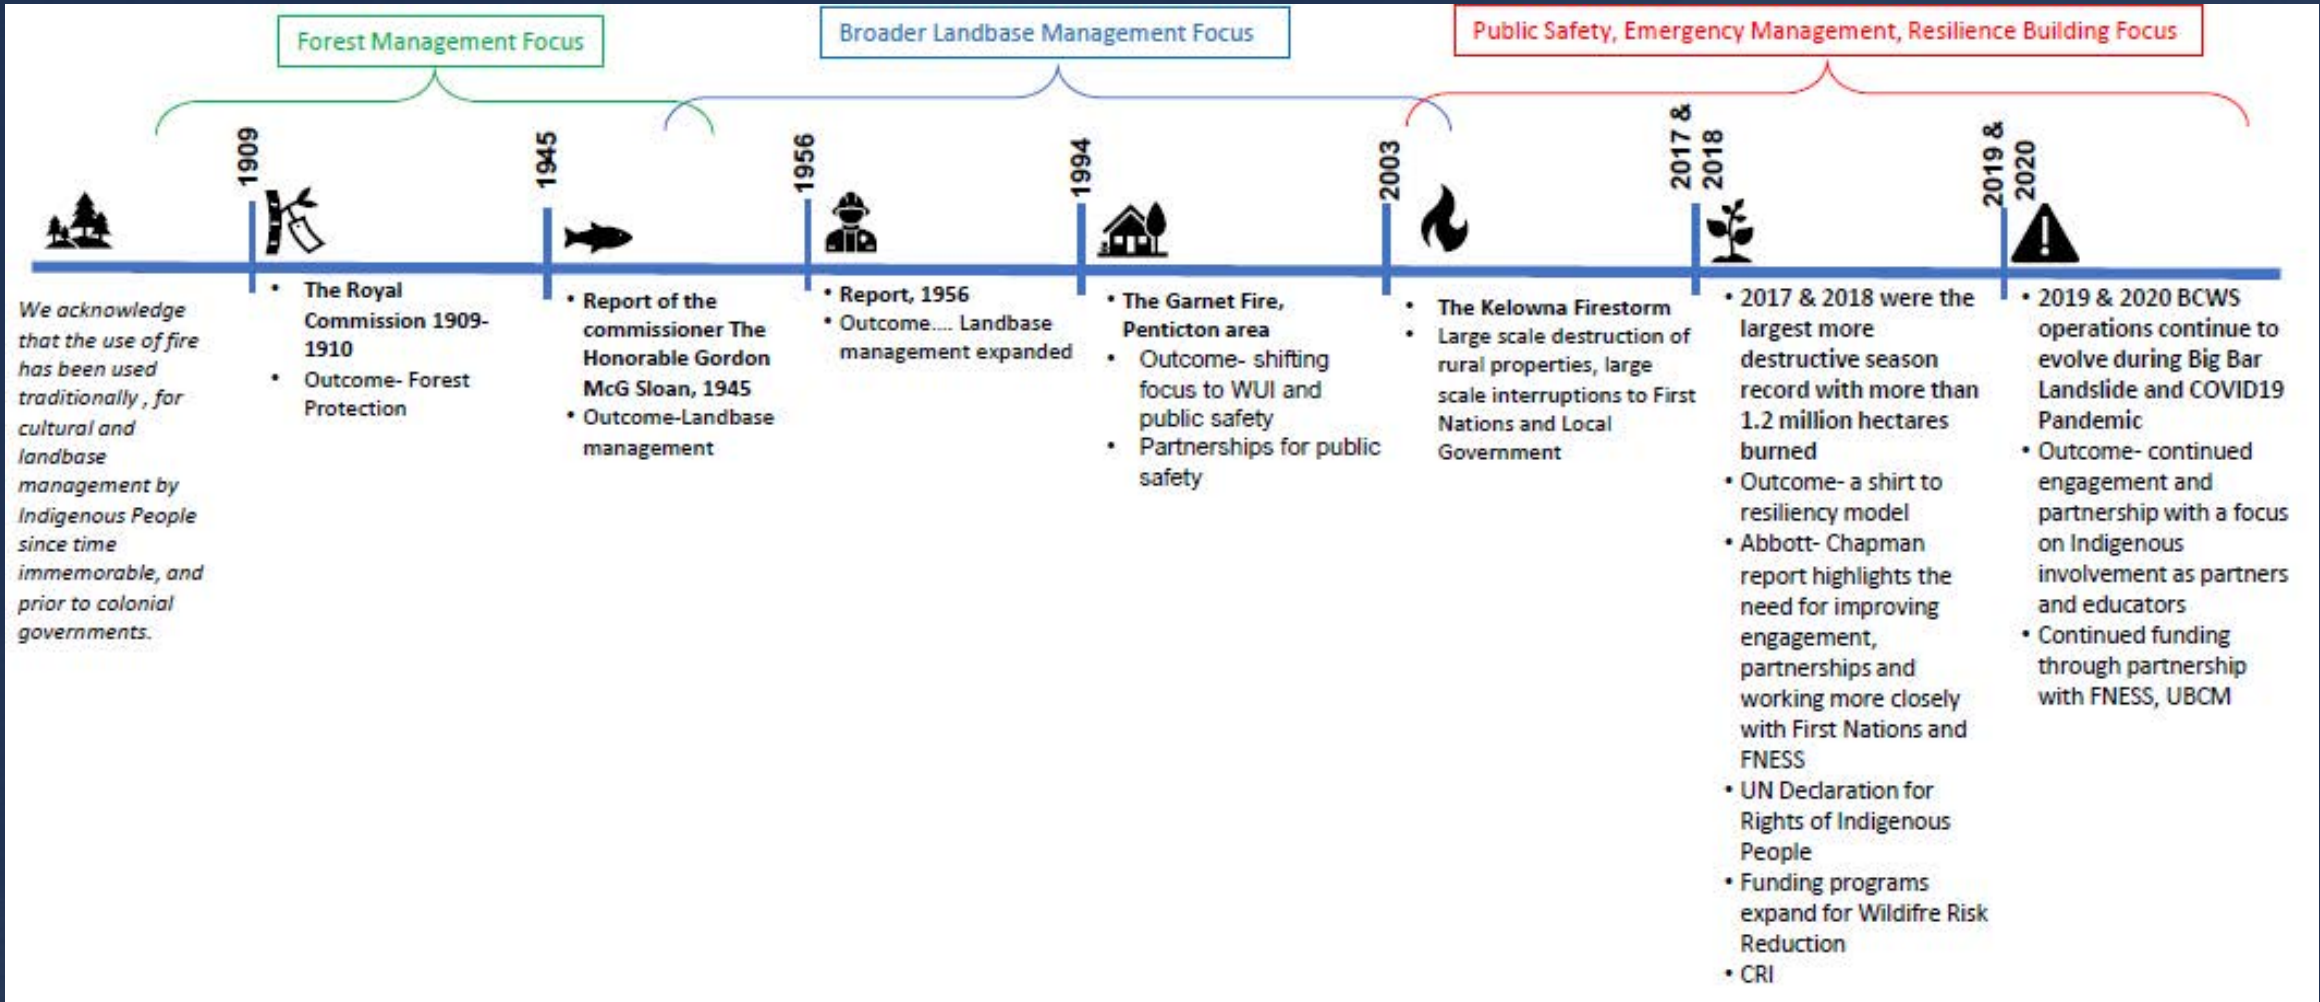 Forest Management Focus
Broader Landbase Management Focus
Public Safety, Emergency Management, Resilience Building Focus
1909
1945
1956
1994
2003
2017 &
2018
2019 &
2020
We acknowledge
that the use of fire
has been used
traditionally , for
cultural and
landbase
management by
Indigenous People
since time
immemorable, and
prior to colonial
governments.
• The Royal
Commission 1909-
1910
• Outcome- Forest
Protection
• Report of the
commissioner The
Honorable Gordon
McG Sloan, 1945
• Outcome-Landbase
management
• Report, 1956
• Outcome.... Landbase
management expanded
• The Garnet Fire,
Penticton area
• Outcome- shifting
focus to WUI and
public safety
• Partnerships for public
safety
• The Kelowna Firestorm
• Large scale destruction of
rural properties, large
scale interruptions to First
Nations and Local
Government
• 2017 & 2018 were the
largest more
destructive season
record with more than
1.2 million hectares
burned
• Outcome- a shirt to
resiliency model
• Abbott- Chapman
report highlights the
need for improving
engagement,
partnerships and
working more closely
with First Nations and
FNESS
• UN Declaration for
Rights of Indigenous
People
• Funding programs
expand for Wildifre Risk
Reduction
• CRI
• 2019 & 2020 BCWS
operations continue to
evolve during Big Bar
Landslide and COVID19
Pandemic
• Outcome- continued
engagement and
partnership with a focus
on Indigenous
involvement as partners
and educators
• Continued funding
through partnership
with FNESS, UBCM